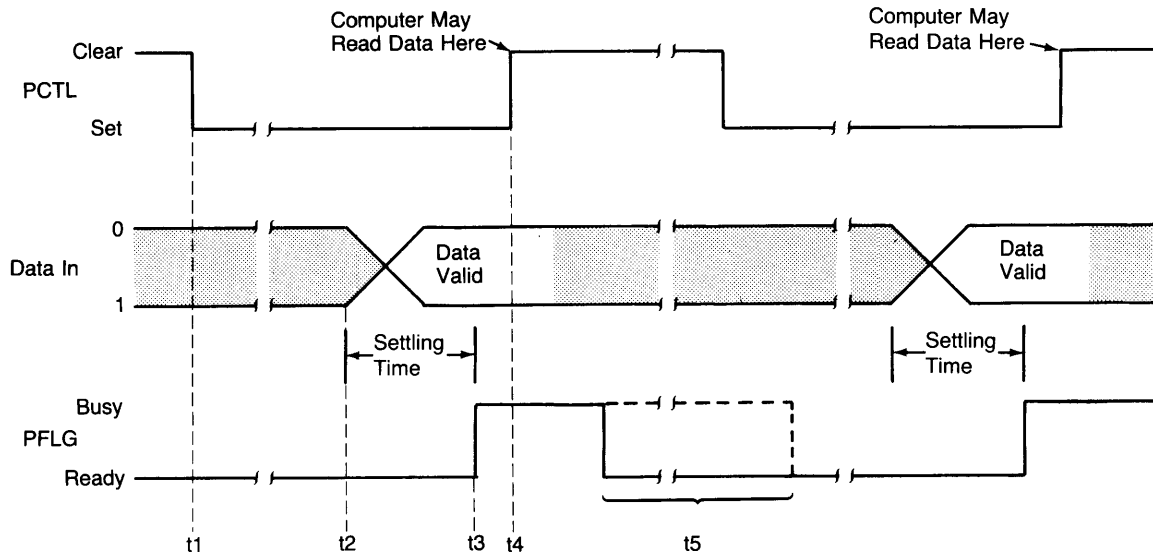 Computer May
Read Data Here
Computer May
Read Data Here
Clear
PCTL
Set
0
Data In
1
Data
Valid
Data
Valid
Settling
Time
Settling
Time
Busy
PFLG
Ready
t1
t2
t3
t4
t5